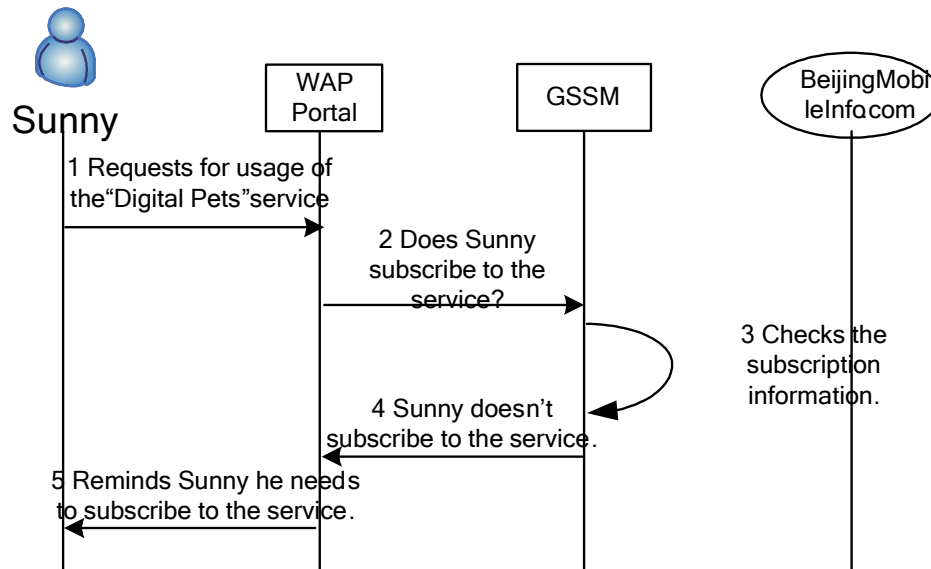 Sunny
WAP
Portal
GSSM
BeijingMobi
leInfo.com
1 Requests for usage of
the“Digital Pets”service
2 Does Sunny
subscribe to the
service?
3 Checks the
subscription
information.
4 Sunny doesn’t
subscribe to the service.
5 Reminds Sunny he needs
to subscribe to the service.